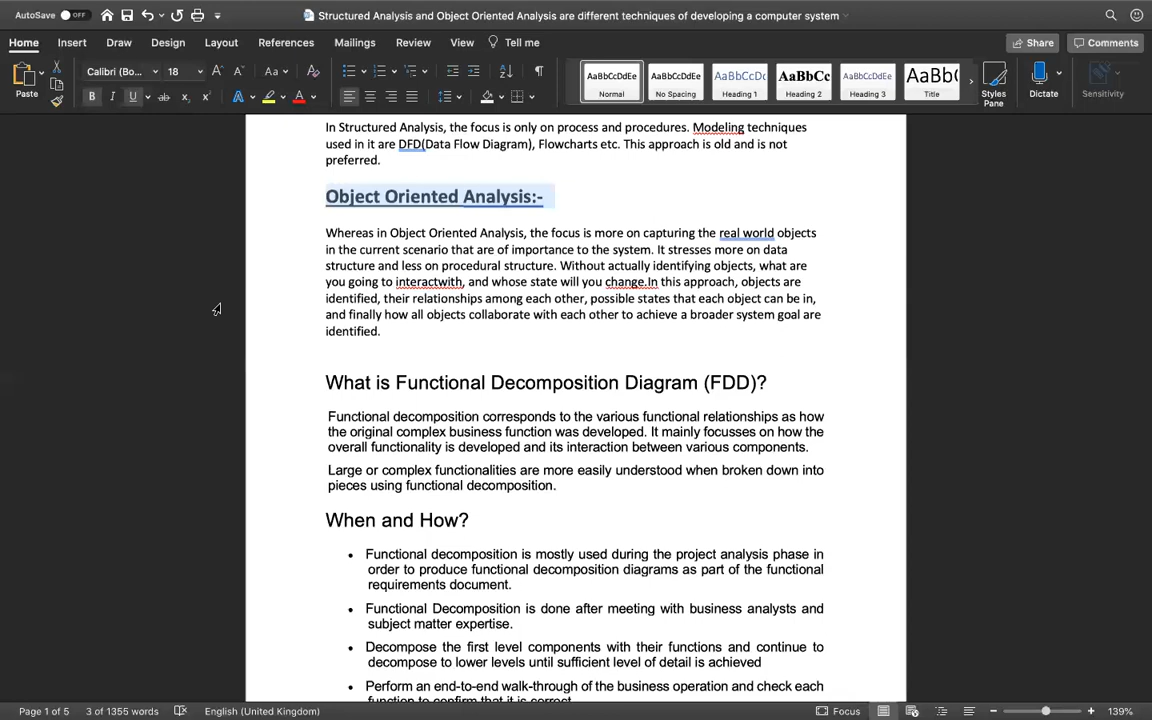 AutoSave OFF Structured Analysis and Object Oriented Analysis are different techniques of developing a computer system
Home Insert Draw Design Layout References Mailings Review View Tell me Share Comments
Paste Calibri (Bo... 18 Aa AaBbCcDdEe AaBbCcDdEe AaBbCcDc AaBbCc AaBbCcDdEe AaBb( Styles Pane Dictate Sensitivity
B I U ab x₂ x² A A Normal No Spacing Heading 1 Heading 2 Heading 3 Title
In Structured Analysis, the focus is only on process and procedures. Modeling techniques
used in it are DFD(Data Flow Diagram), Flowcharts etc. This approach is old and is not
preferred.
Object Oriented Analysis:-
Whereas in Object Oriented Analysis, the focus is more on capturing the real world objects
in the current scenario that are of importance to the system. It stresses more on data
structure and less on procedural structure. Without actually identifying objects, what are
you going to interactwith, and whose state will you change.In this approach, objects are
identified, their relationships among each other, possible states that each object can be in,
and finally how all objects collaborate with each other to achieve a broader system goal are
identified.
What is Functional Decomposition Diagram (FDD)?
Functional decomposition corresponds to the various functional relationships as how
the original complex business function was developed. It mainly focusses on how the
overall functionality is developed and its interaction between various components.
Large or complex functionalities are more easily understood when broken down into
pieces using functional decomposition.
When and How?
• Functional decomposition is mostly used during the project analysis phase in
order to produce functional decomposition diagrams as part of the functional
requirements document.
• Functional Decomposition is done after meeting with business analysts and
subject matter expertise.
• Decompose the first level components with their functions and continue to
decompose to lower levels until sufficient level of detail is achieved
• Perform an end-to-end walk-through of the business operation and check each
function to confirm that it is correct
Page 1 of 5 3 of 1355 words English (United Kingdom) Focus 139%